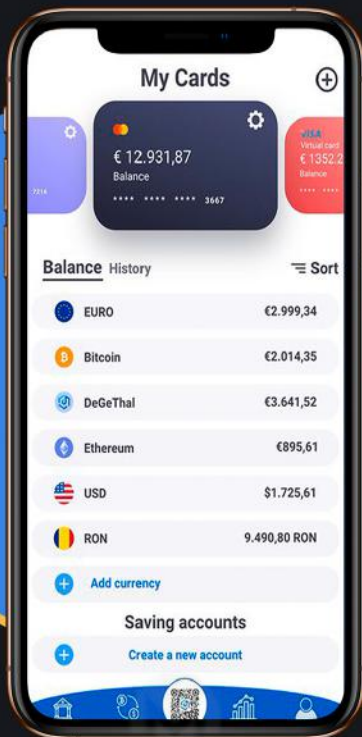 My Cards
€ 12.931,87
Balance
**** **** **** 3667
7214
VISA
Virtual card
€ 1352.2
Balance
**** ****
Balance History
Sort
EURO €2.999,34
Bitcoin €2.014,35
DeGeThal €3.641,52
Ethereum €895,61
USD $1.725,61
RON 9.490,80 RON
Add currency
Saving accounts
Create a new account